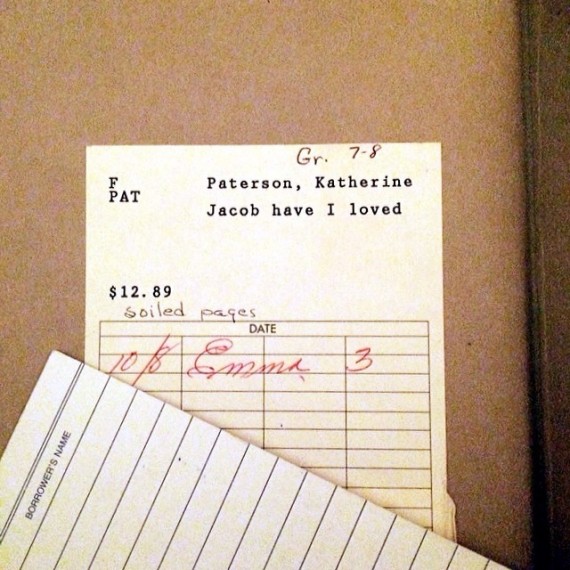 Gr. 7-8
F Paterson, Katherine
PAT Jacob have I loved
$12.89
soiled pages
DATE
10/8 Emma 3
BORROWER'S NAME